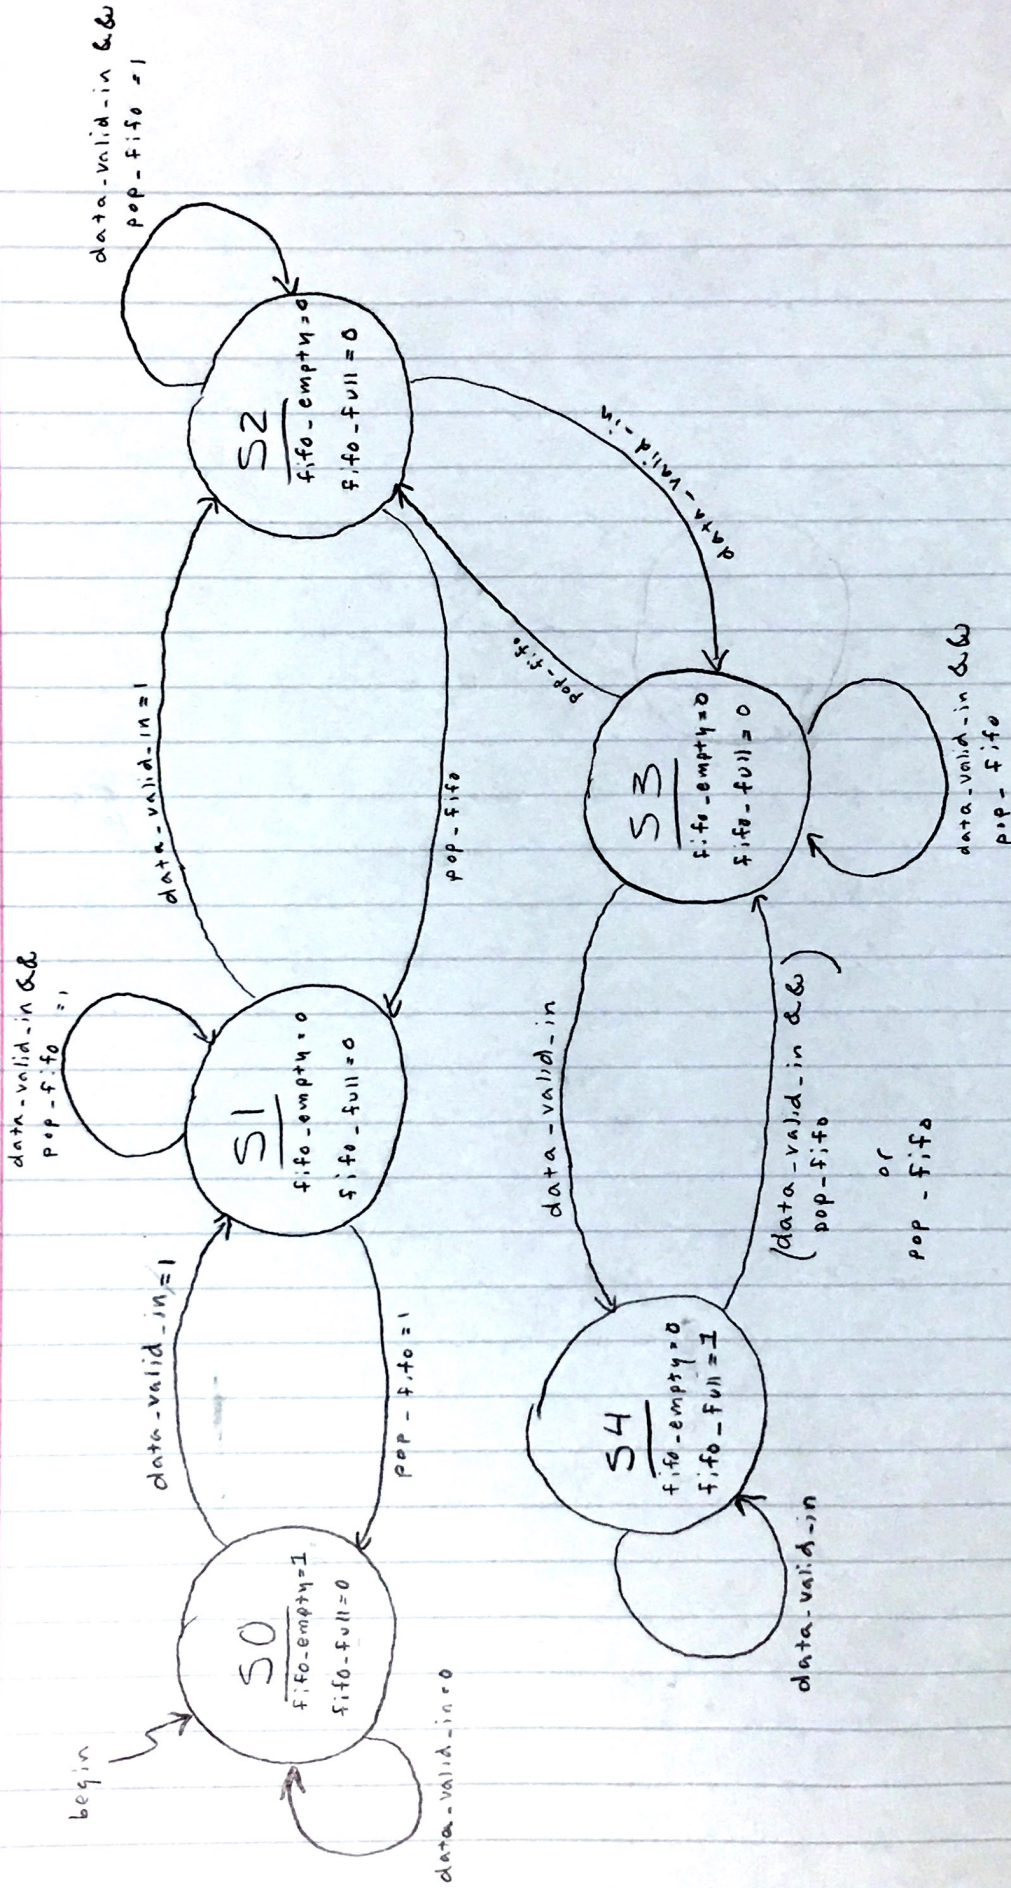 begin
S0
fifo_empty=1
fifo_full=0
data_valid_in=0
data_valid_in=1
pop_fifo=1
S1
fifo_empty=0
fifo_full=0
data_valid_in &&
pop_fifo =1
data_valid_in=1
pop_fifo
S2
fifo_empty=0
fifo_full=0
data_valid_in &&
pop_fifo =1
data_valid_in
pop_fifo
S3
fifo_empty=0
fifo_full=0
data_valid_in &&
pop_fifo
data_valid_in
(data_valid_in &&
pop_fifo)
or
pop_fifo
S4
fifo_empty=0
fifo_full=1
data_valid_in